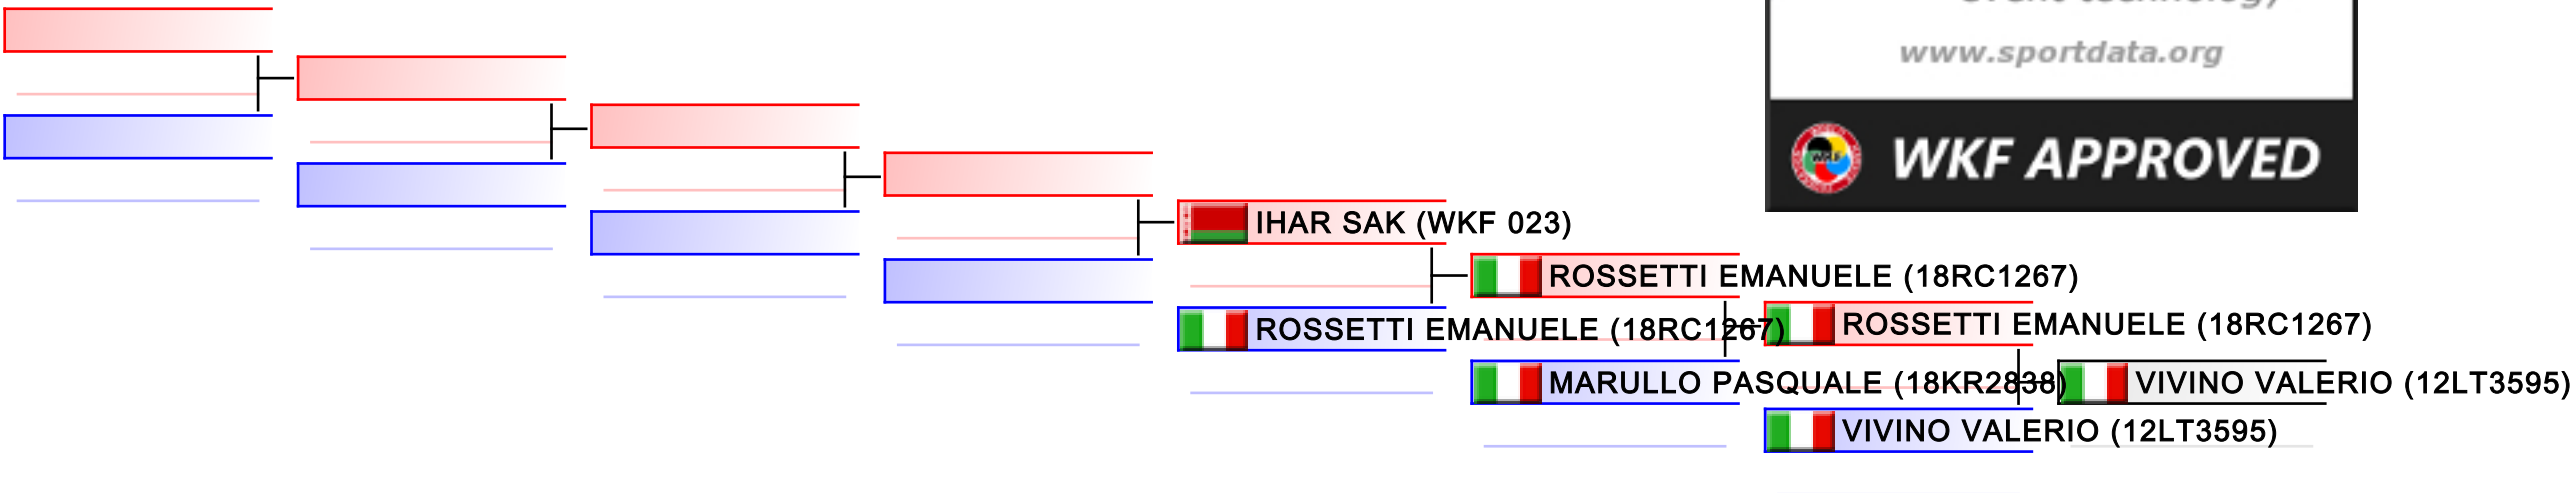 www.sportdata.org
WKF APPROVED
IHAR SAK (WKF 023)
ROSSETTI EMANUELE (18RC1267)
ROSSETTI EMANUELE (18RC1267)
ROSSETTI EMANUELE (18RC1267)
MARULLO PASQUALE (18KR2838)
VIVINO VALERIO (12LT3595)
VIVINO VALERIO (12LT3595)